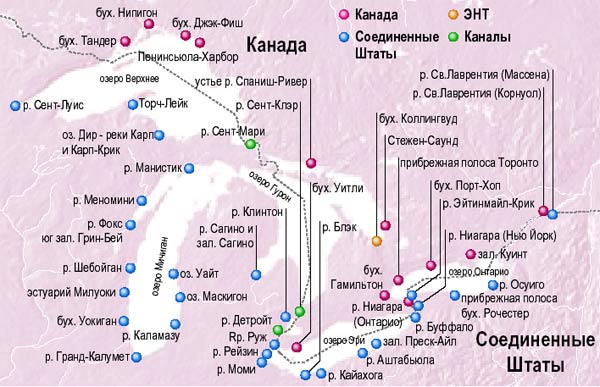 бух. Нипигон
бух. Джэк-Фиш
бух. Тандер
Пенинсьюла-Харбор
Канада
Канада
ЭНТ
Соединенные
Штаты
Каналы
озеро Верхнее
устье р. Спаниш-Ривер
р. Св.Лаврентия (Массена)
р. Св.Лаврентия (Корнуол)
р. Сент-Луис
Торч-Лейк
р. Сент-Клэр
бух. Коллингвуд
оз. Дир - реки Карп
и Карп-Крик
р. Сент-Мари
Стежен-Саунд
прибрежная полоса Торонто
р. Манистик
озеро Гурон
бух. Уитли
бух. Порт-Хоп
р. Эйтинмайл-Крик
р. Меномини
р. Клинтон
р. Фокс
юг зал. Грин-Бей
р. Сагино и
зал. Сагино
р. Блэк
р. Ниагара (Нью Йорк)
зал. Куинт
озеро Мичиган
р. Шебойган
оз. Уайт
бух.
Гамильтон
озеро Онтарио
р. Осуиго
эстуарий Милуоки
оз. Маскигон
р. Ниагара
(Онтарио)
прибрежная полоса
бух. Рочестер
бух. Уокиган
р. Каламазу
р. Детройт
Rp. Руж
р. Буффало
озеро Эри
зал. Преск-Айл
Соединенные
Штаты
р. Гранд-Калумет
р. Рейзин
р. Моми
р. Аштабьюла
р. Кайахога